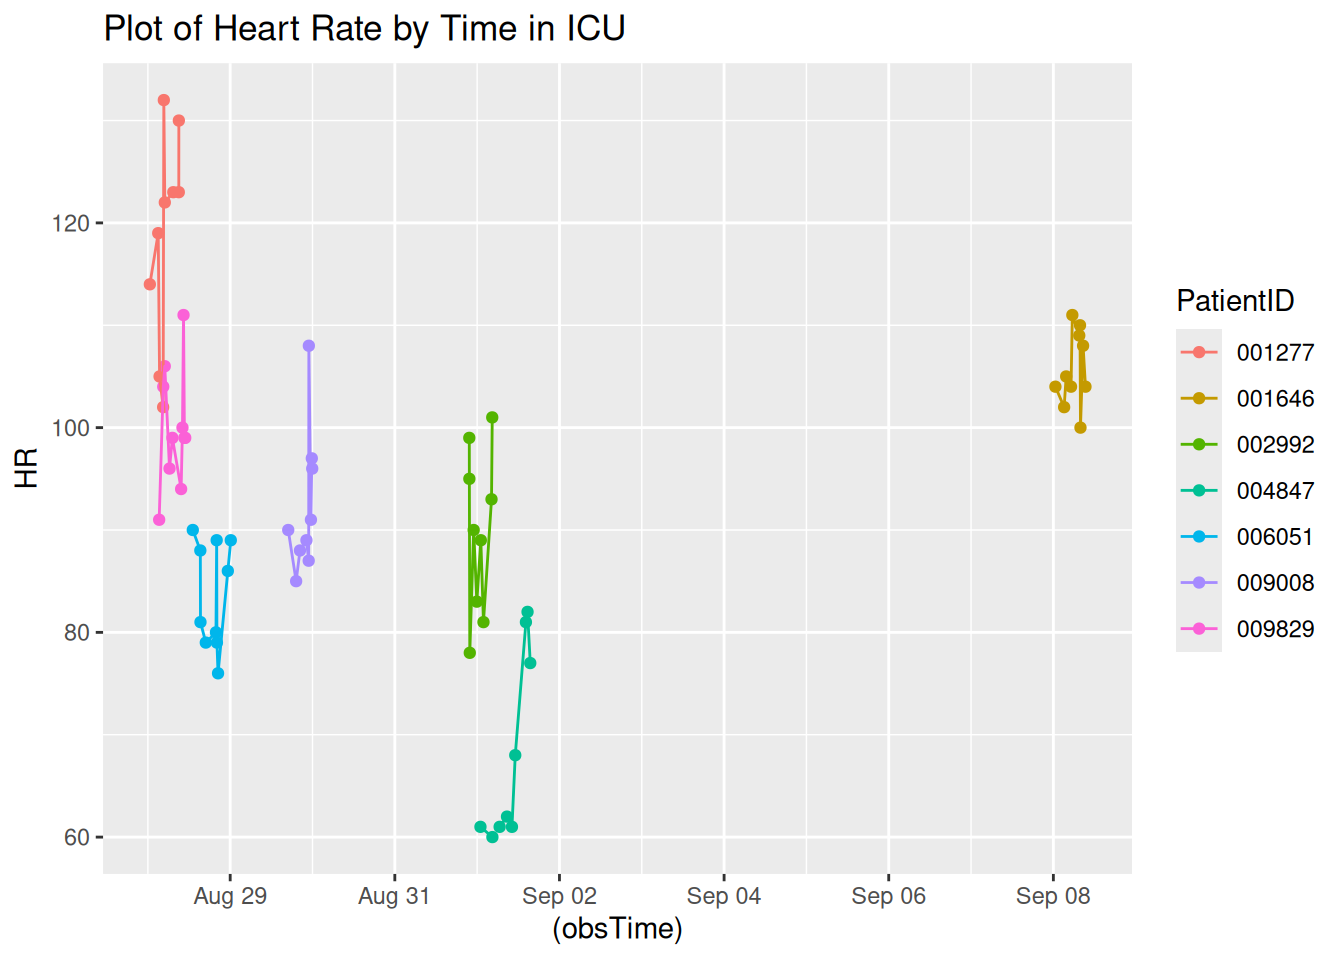 Plot of Heart Rate by Time in ICU
HR
120
100
80
60
Aug 29 Aug 31 Sep 02 Sep 04 Sep 06 Sep 08
(obsTime)
PatientID
001277
001646
002992
004847
006051
009008
009829